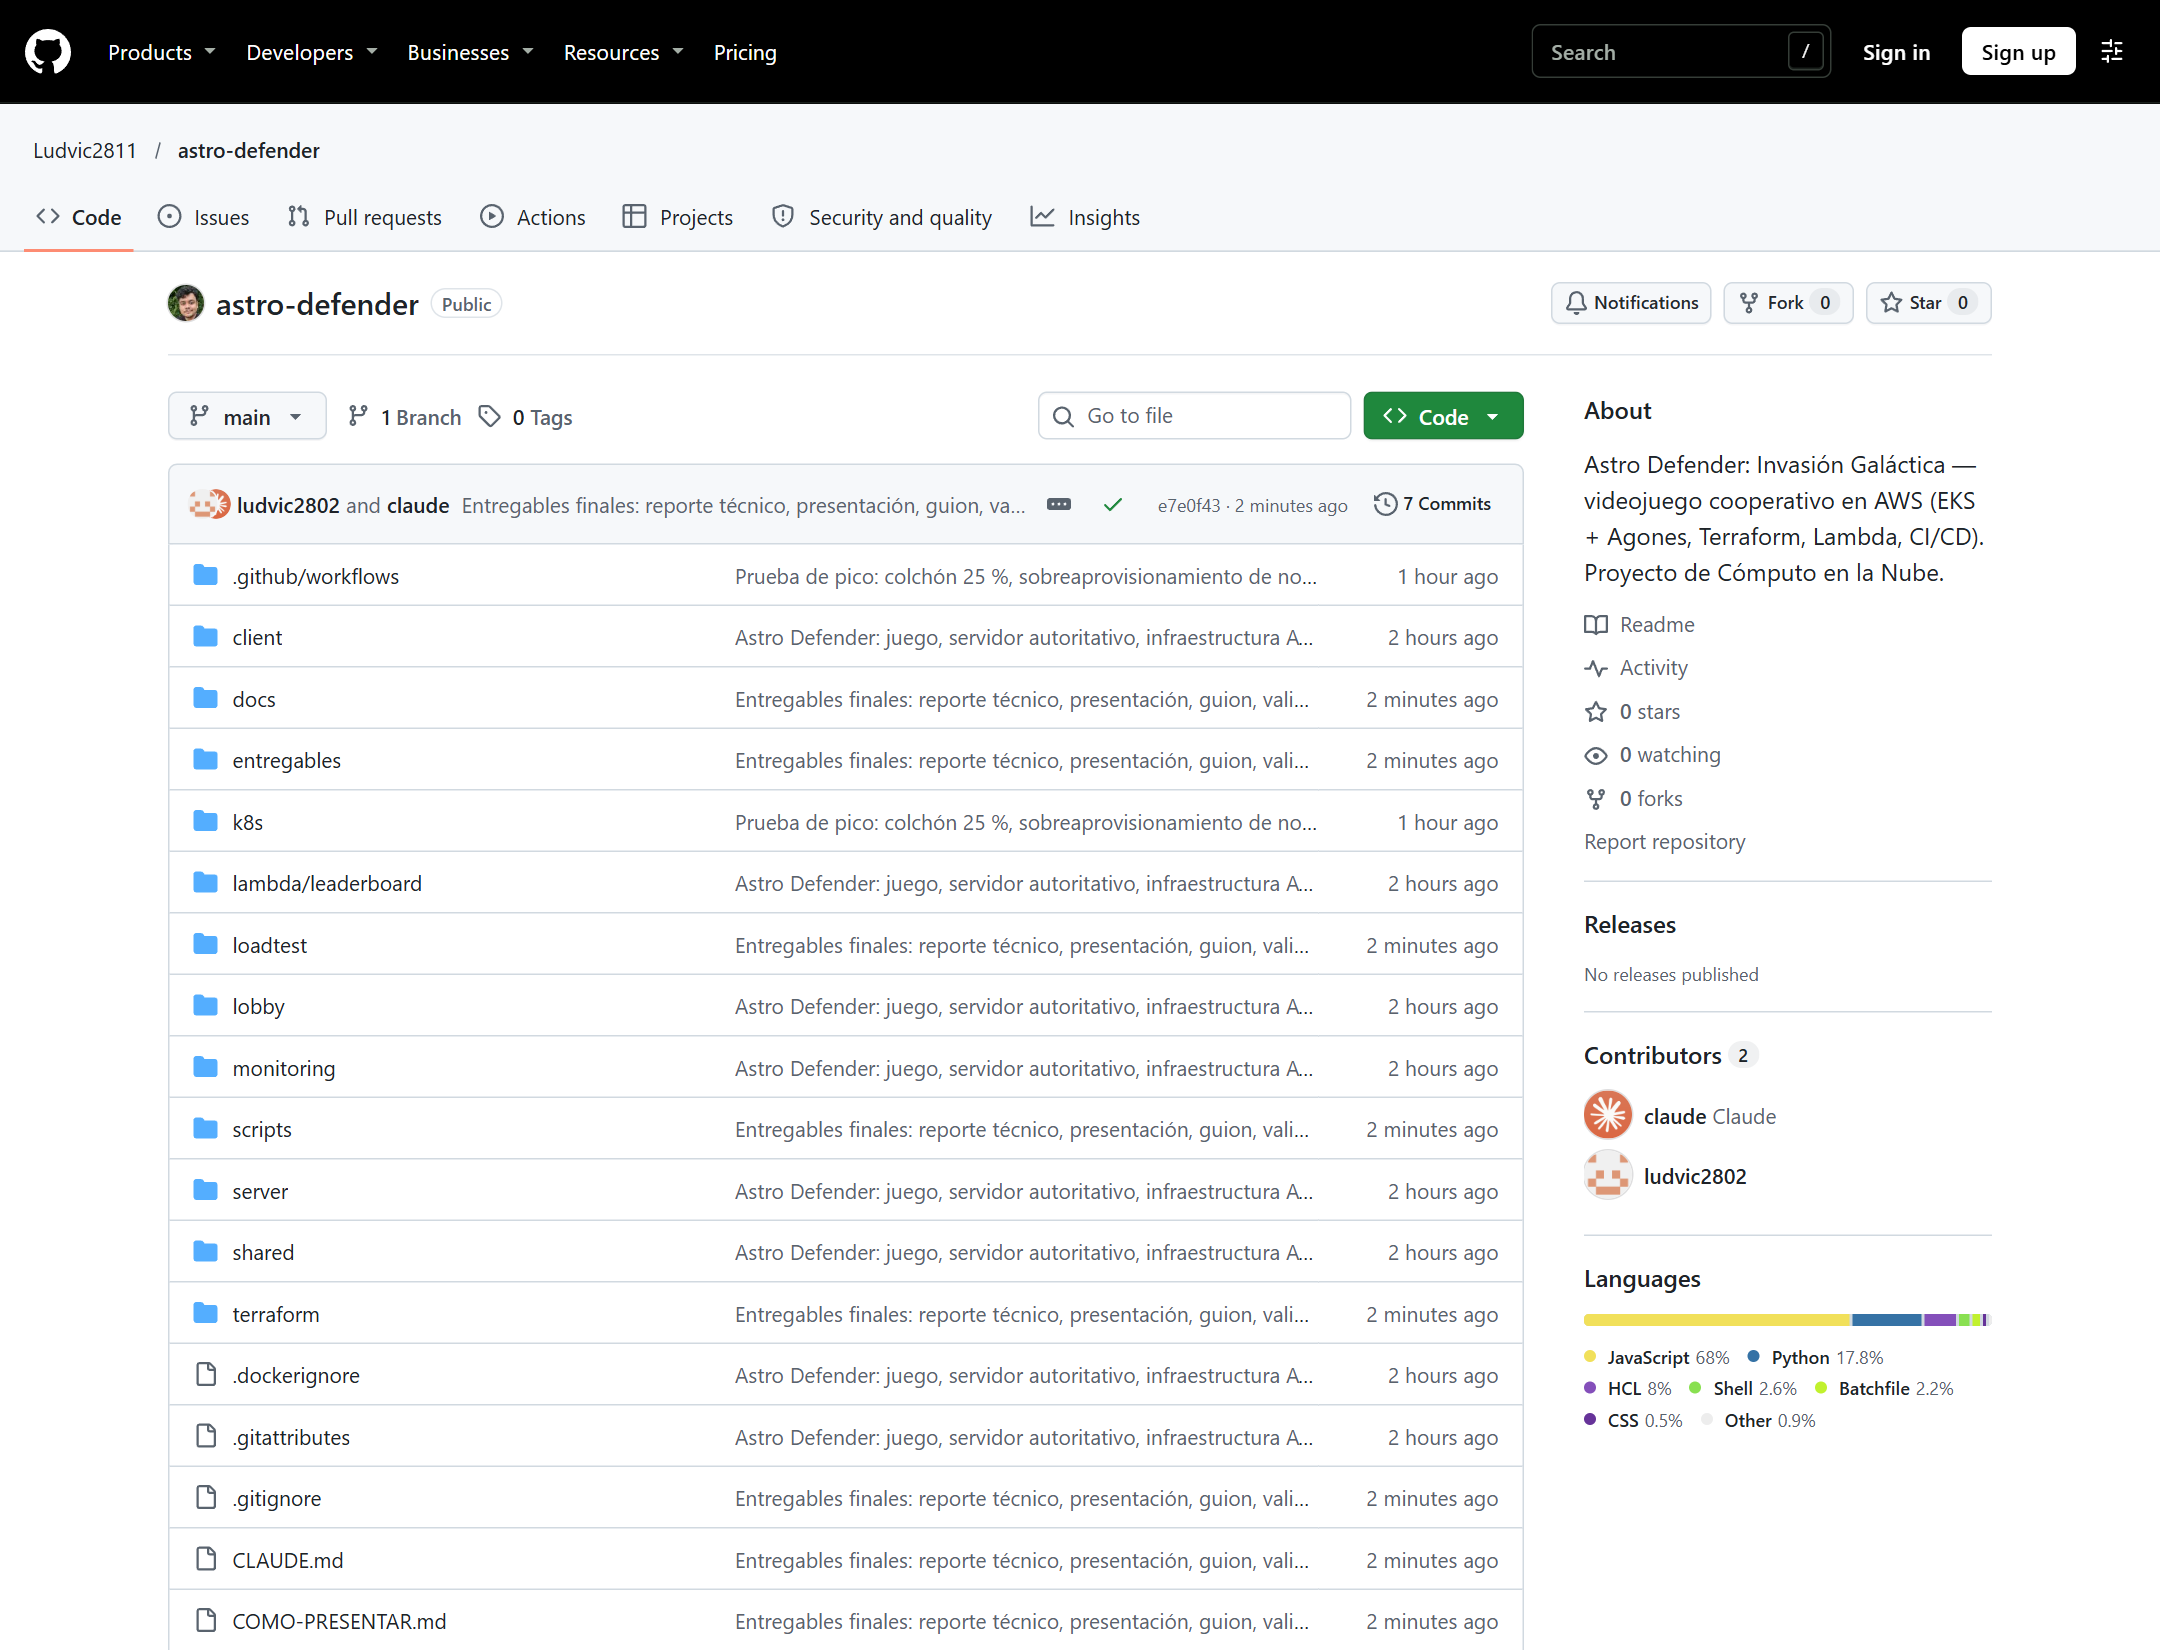 Products Developers Businesses Resources Pricing Search / Sign in Sign up
Ludvic2811 / astro-defender
Code Issues Pull requests Actions Projects Security and quality Insights
astro-defender Public Notifications Fork 0 Star 0
main 1 Branch 0 Tags Go to file Code
ludvic2802 and claude Entregables finales: reporte técnico, presentación, guion, va... e7e0f43 · 2 minutes ago 7 Commits
.github/workflows Prueba de pico: colchón 25 %, sobreaprovisionamiento de no... 1 hour ago
client Astro Defender: juego, servidor autoritativo, infraestructura A... 2 hours ago
docs Entregables finales: reporte técnico, presentación, guion, vali... 2 minutes ago
entregables Entregables finales: reporte técnico, presentación, guion, vali... 2 minutes ago
k8s Prueba de pico: colchón 25 %, sobreaprovisionamiento de no... 1 hour ago
lambda/leaderboard Astro Defender: juego, servidor autoritativo, infraestructura A... 2 hours ago
loadtest Entregables finales: reporte técnico, presentación, guion, vali... 2 minutes ago
lobby Astro Defender: juego, servidor autoritativo, infraestructura A... 2 hours ago
monitoring Astro Defender: juego, servidor autoritativo, infraestructura A... 2 hours ago
scripts Entregables finales: reporte técnico, presentación, guion, vali... 2 minutes ago
server Astro Defender: juego, servidor autoritativo, infraestructura A... 2 hours ago
shared Astro Defender: juego, servidor autoritativo, infraestructura A... 2 hours ago
terraform Entregables finales: reporte técnico, presentación, guion, vali... 2 minutes ago
.dockerignore Astro Defender: juego, servidor autoritativo, infraestructura A... 2 hours ago
.gitattributes Astro Defender: juego, servidor autoritativo, infraestructura A... 2 hours ago
.gitignore Entregables finales: reporte técnico, presentación, guion, vali... 2 minutes ago
CLAUDE.md Entregables finales: reporte técnico, presentación, guion, vali... 2 minutes ago
COMO-PRESENTAR.md Entregables finales: reporte técnico, presentación, guion, vali... 2 minutes ago
About
Astro Defender: Invasión Galáctica —
videojuego cooperativo en AWS (EKS
+ Agones, Terraform, Lambda, CI/CD).
Proyecto de Cómputo en la Nube.
Readme
Activity
0 stars
0 watching
0 forks
Report repository
Releases
No releases published
Contributors 2
claude Claude
ludvic2802
Languages
JavaScript 68% Python 17.8%
HCL 8% Shell 2.6% Batchfile 2.2%
CSS 0.5% Other 0.9%